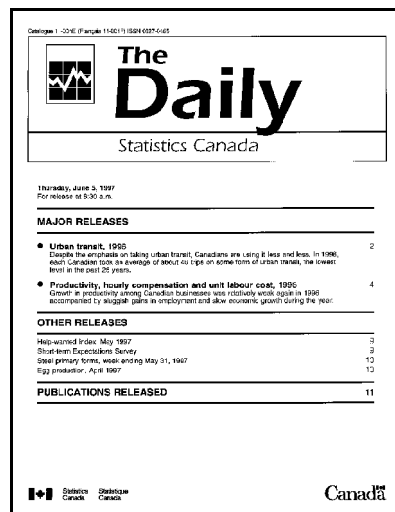 Catalogue 11-001E (Français 11-001F) ISSN 0827-0465
The
Daily
Statistics Canada
Thursday, June 5, 1997
For release at 8:30 a.m.
MAJOR RELEASES
● Urban transit, 1996 2
Despite the emphasis on taking urban transit, Canadians are using it less and less. In 1996,
each Canadian took an average of about 48 trips on some form of urban transit, the lowest
level in the past 25 years.
● Productivity, hourly compensation and unit labour cost, 1996 4
Growth in productivity among Canadian businesses was relatively weak again in 1996
accompanied by sluggish gains in employment and slow economic growth during the year.
OTHER RELEASES
Help-wanted index May 1997 9
Short-term Expectations Survey 9
Steel primary forms, week ending May 31, 1997 10
Egg production, April 1997 10
PUBLICATIONS RELEASED 11
Statistics Canada
Statistique Canada
Canada